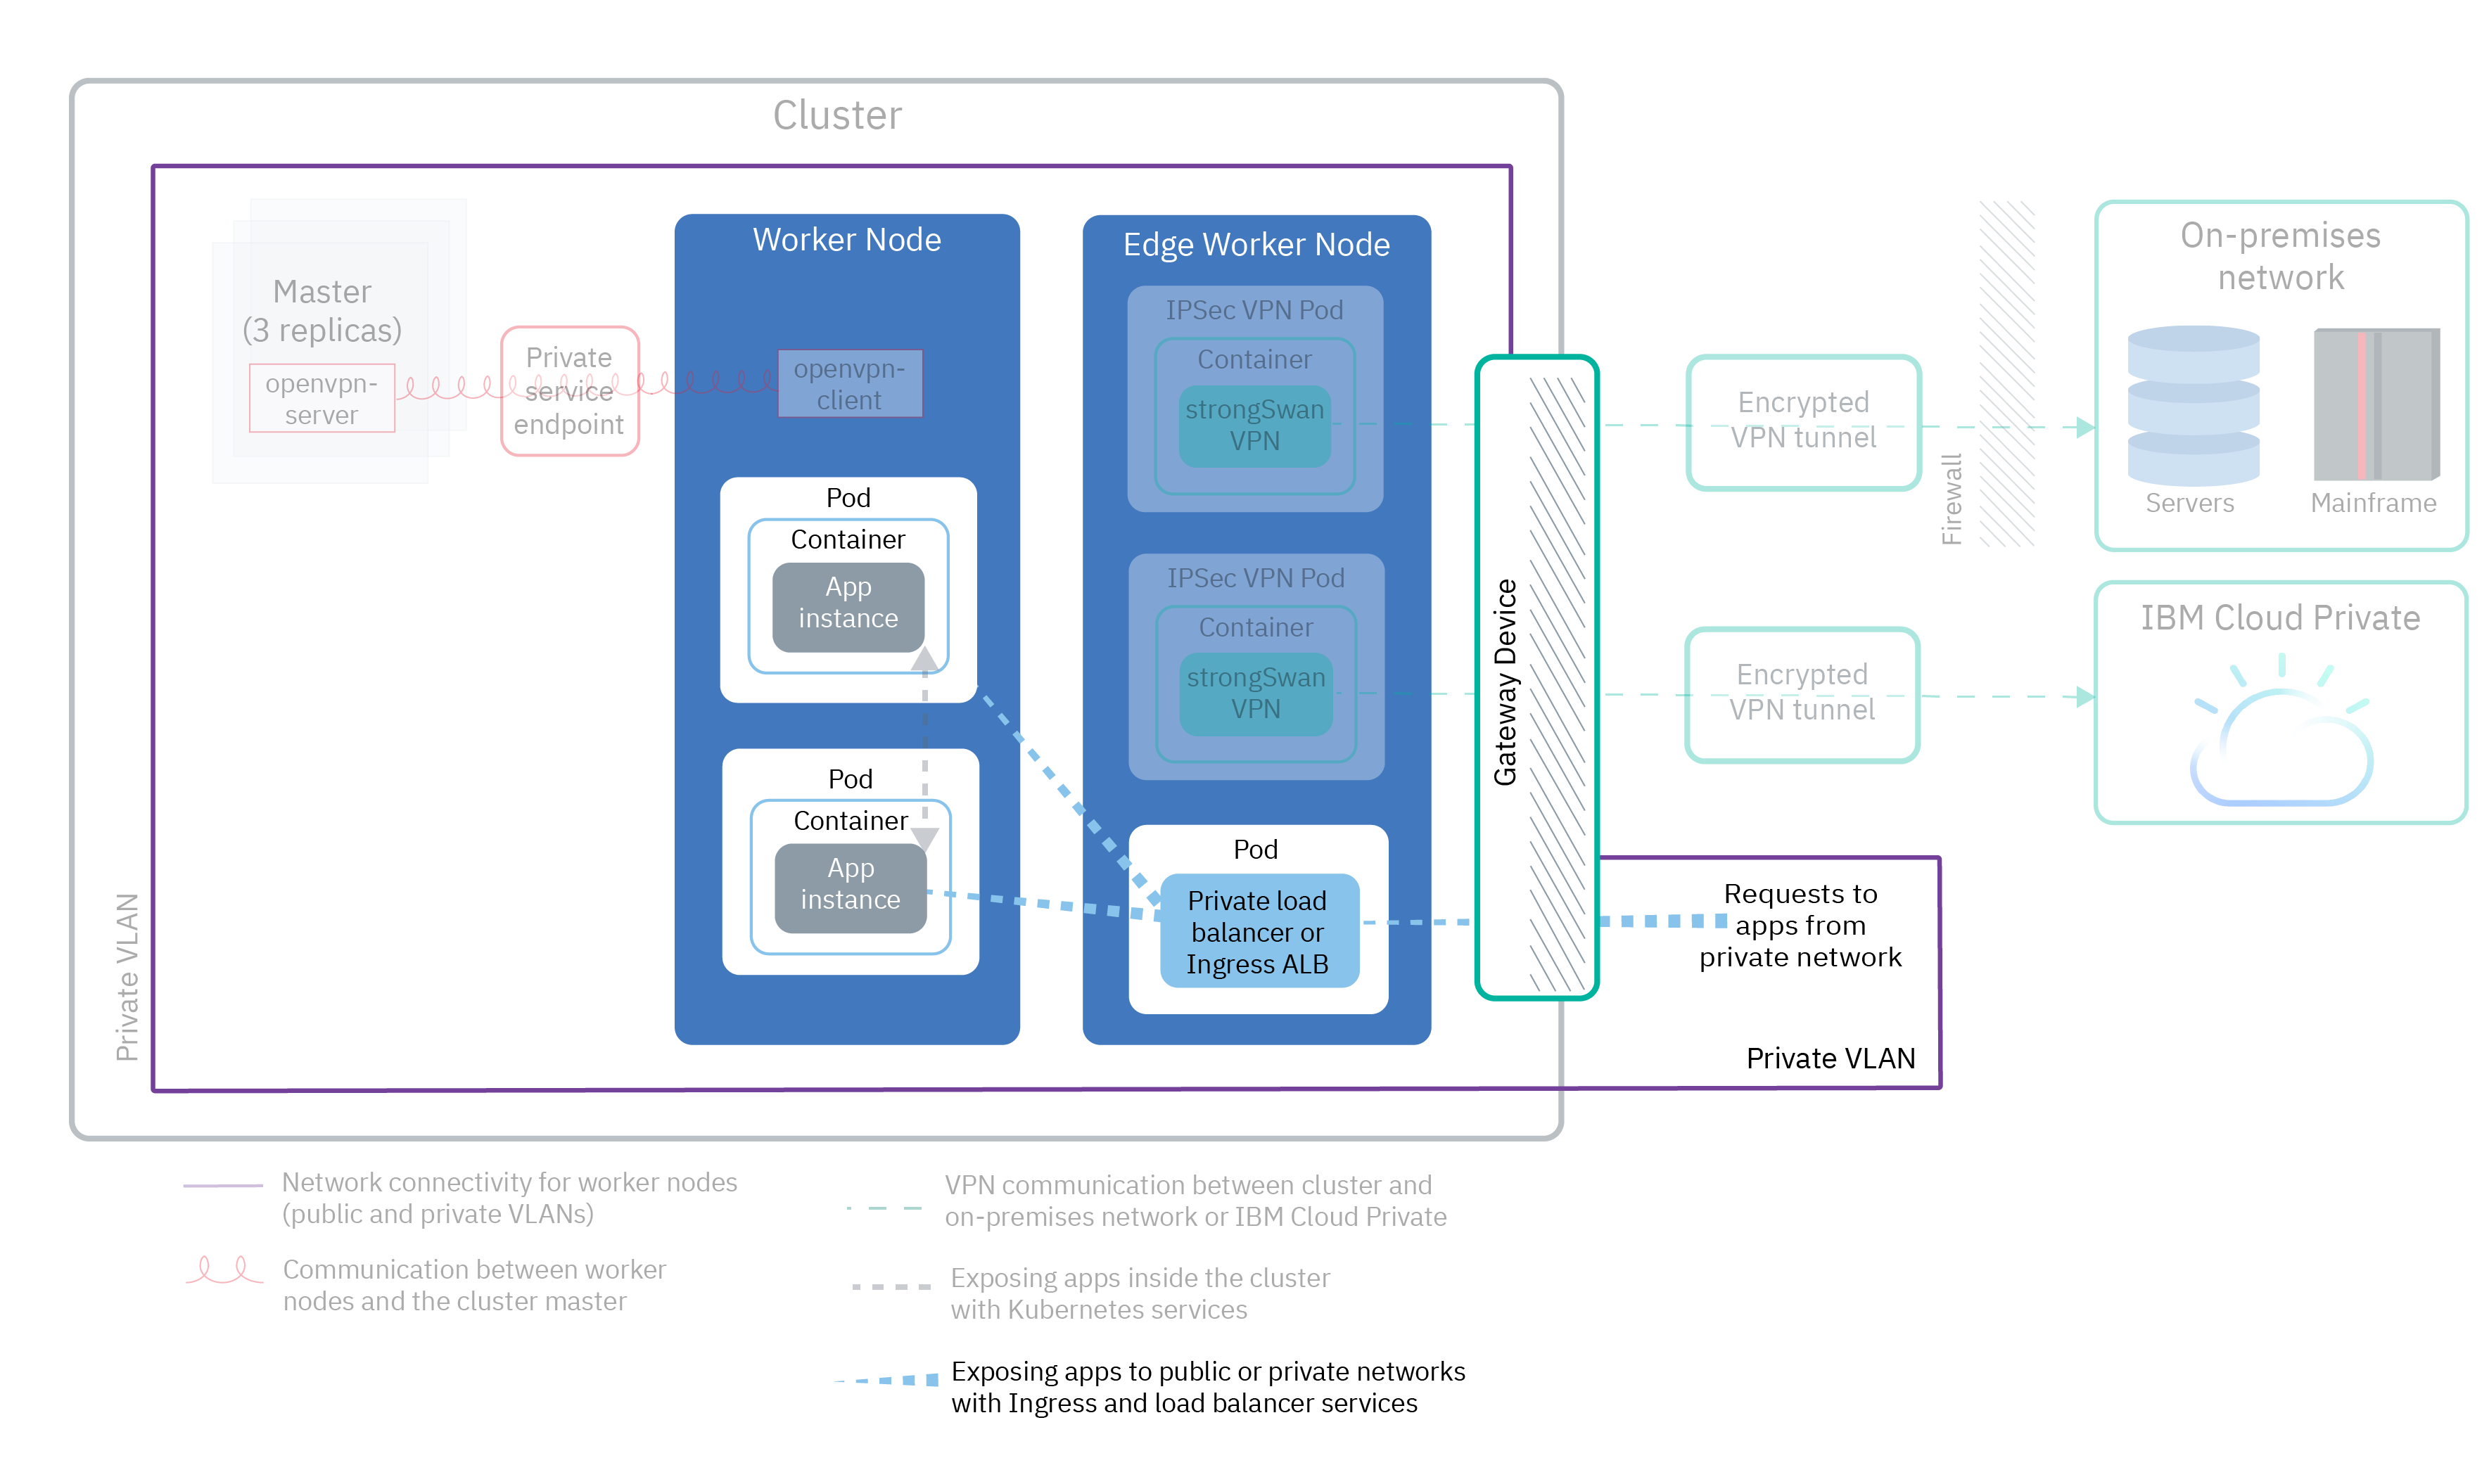 Cluster
Private VLAN
Master
(3 replicas)
openvpn-
server
Private
service
endpoint
Worker Node
openvpn-
client
Pod
Container
App
instance
Pod
Container
App
instance
Edge Worker Node
IPSec VPN Pod
Container
strongSwan
VPN
IPSec VPN Pod
Container
strongSwan
VPN
Pod
Private load
balancer or
Ingress ALB
Gateway Device
Encrypted
VPN tunnel
Encrypted
VPN tunnel
Firewall
On-premises
network
Servers
Mainframe
IBM Cloud Private
Requests to
apps from
private network
Private VLAN
Network connectivity for worker nodes
(public and private VLANs)
Communication between worker
nodes and the cluster master
VPN communication between cluster and
on-premises network or IBM Cloud Private
Exposing apps inside the cluster
with Kubernetes services
Exposing apps to public or private networks
with Ingress and load balancer services